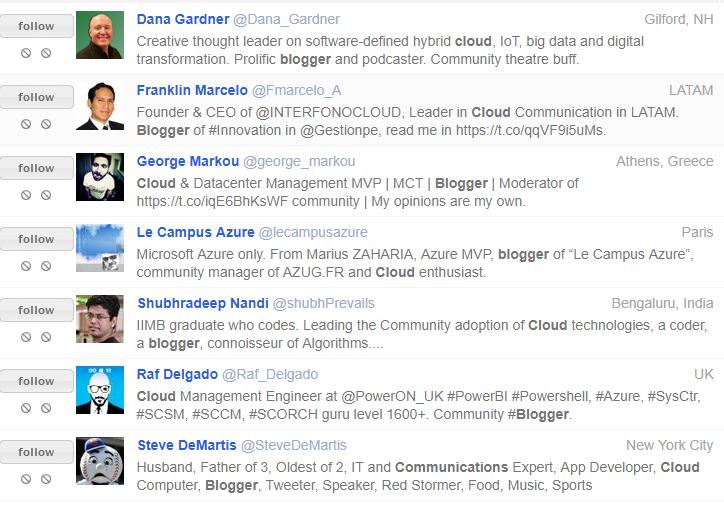 follow
Dana Gardner @Dana_Gardner Gilford, NH
Creative thought leader on software-defined hybrid cloud, IoT, big data and digital
transformation. Prolific blogger and podcaster. Community theatre buff.
follow
Franklin Marcelo @Fmarcelo_A LATAM
Founder & CEO of @INTERFONOCLOUD, Leader in Cloud Communication in LATAM.
Blogger of #Innovation in @Gestionpe, read me in https://t.co/qqVF9i5uMs.
follow
George Markou @george_markou Athens, Greece
Cloud & Datacenter Management MVP | MCT | Blogger | Moderator of
https://t.co/iqE6BhKsWF community | My opinions are my own.
follow
Le Campus Azure @lecampusazure Paris
Microsoft Azure only. From Marius ZAHARIA, Azure MVP, blogger of “Le Campus Azure”,
community manager of AZUG.FR and Cloud enthusiast.
follow
Shubhradeep Nandi @shubhPrevails Bengaluru, India
IIMB graduate who codes. Leading the Community adoption of Cloud technologies, a coder,
a blogger, connoisseur of Algorithms....
follow
Raf Delgado @Raf_Delgado UK
Cloud Management Engineer at @PowerON_UK #PowerBI #Powershell, #Azure, #SysCtr,
#SCSM, #SCCM, #SCORCH guru level 1600+. Community #Blogger.
follow
Steve DeMartis @SteveDeMartis New York City
Husband, Father of 3, Oldest of 2, IT and Communications Expert, App Developer, Cloud
Computer, Blogger, Tweeter, Speaker, Red Stormer, Food, Music, Sports